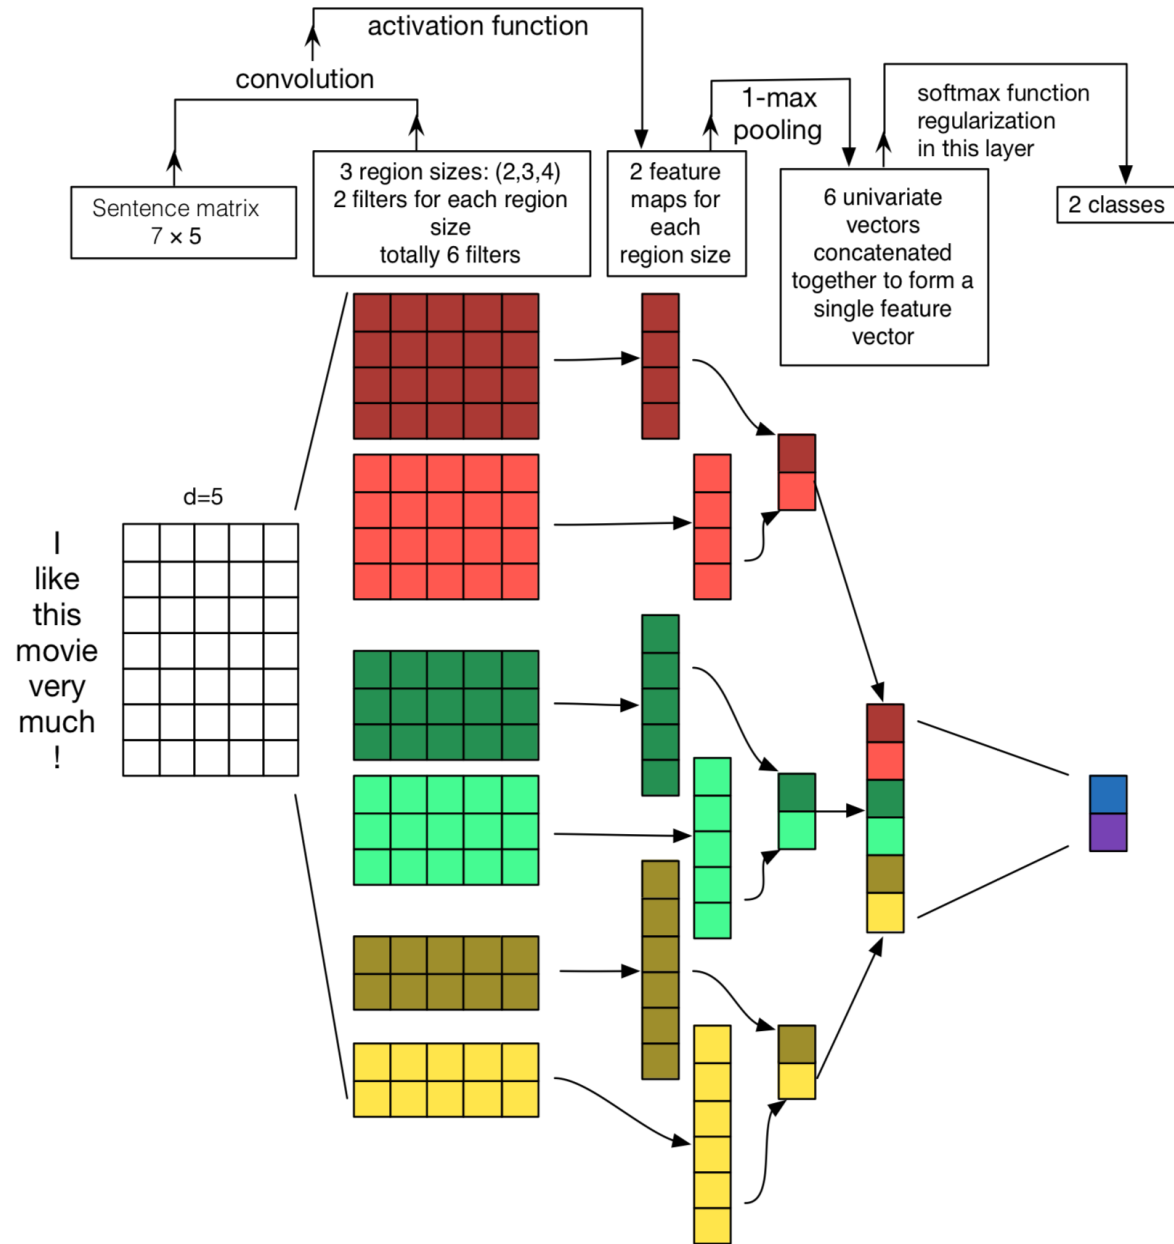 activation function
convolution
1-max
pooling
softmax function
regularization
in this layer
Sentence matrix
7 × 5
3 region sizes: (2,3,4)
2 filters for each region
size
totally 6 filters
2 feature
maps for
each
region size
6 univariate
vectors
concatenated
together to form a
single feature
vector
2 classes
d=5
I
like
this
movie
very
much
!